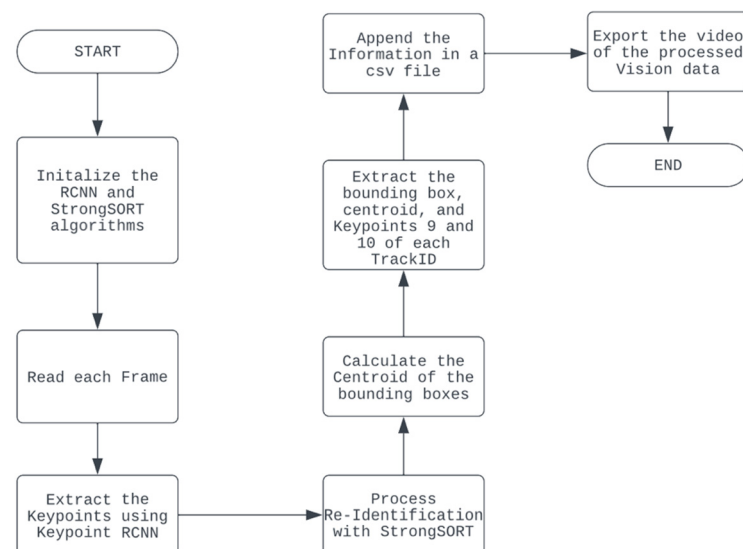 START
Initalize the
RCNN and
StrongSORT
algorithms
Read each Frame
Extract the
Keypoints using
Keypoint RCNN
Process
Re-Identification
with StrongSORT
Calculate the
Centroid of the
bounding boxes
Extract the
bounding box,
centroid, and
Keypoints 9 and
10 of each
TrackID
Append the
Information in a
csv file
Export the video
of the processed
Vision data
END